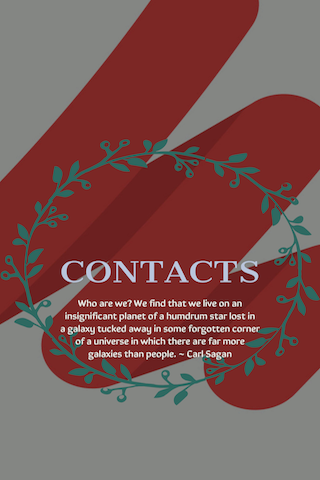 CONTACTS
Who are we? We find that we live on an
insignificant planet of a humdrum star lost in
a galaxy tucked away in some forgotten corner
of a universe in which there are far more
galaxies than people. ~ Carl Sagan